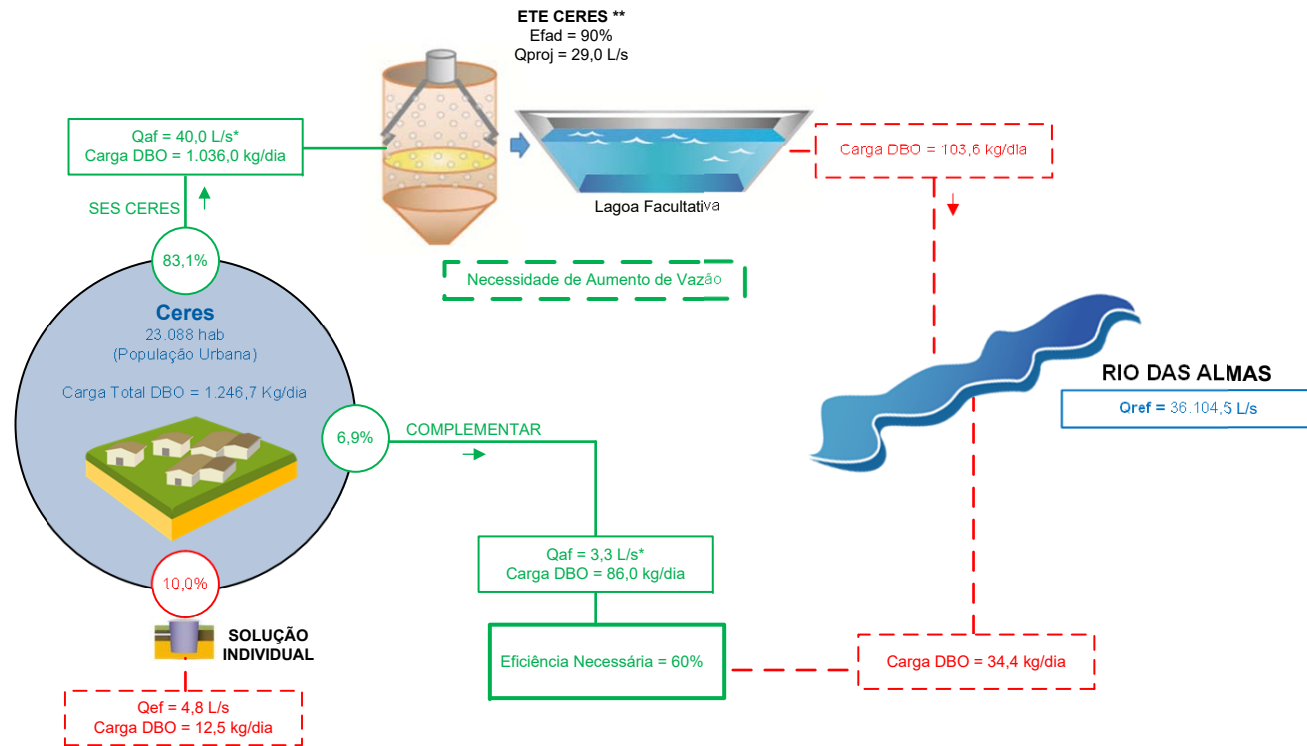 ETE CERES **
Efad = 90%
Qproj = 29,0 L/s
Qaf = 40,0 L/s*
Carga DBO = 1.036,0 kg/dia
Carga DBO = 103,6 kg/dia
SES CERES
Lagoa Facultativa
83,1%
Necessidade de Aumento de Vazão
Ceres
23.088 hab
(População Urbana)
Carga Total DBO = 1.246,7 Kg/dia
RIO DAS ALMAS
Qref = 36.104,5 L/s
6,9%
COMPLEMENTAR
Qaf = 3,3 L/s*
Carga DBO = 86,0 kg/dia
10,0%
SOLUÇÃO
INDIVIDUAL
Eficiência Necessária = 60%
Carga DBO = 34,4 kg/dia
Qef = 4,8 L/s
Carga DBO = 12,5 kg/dia